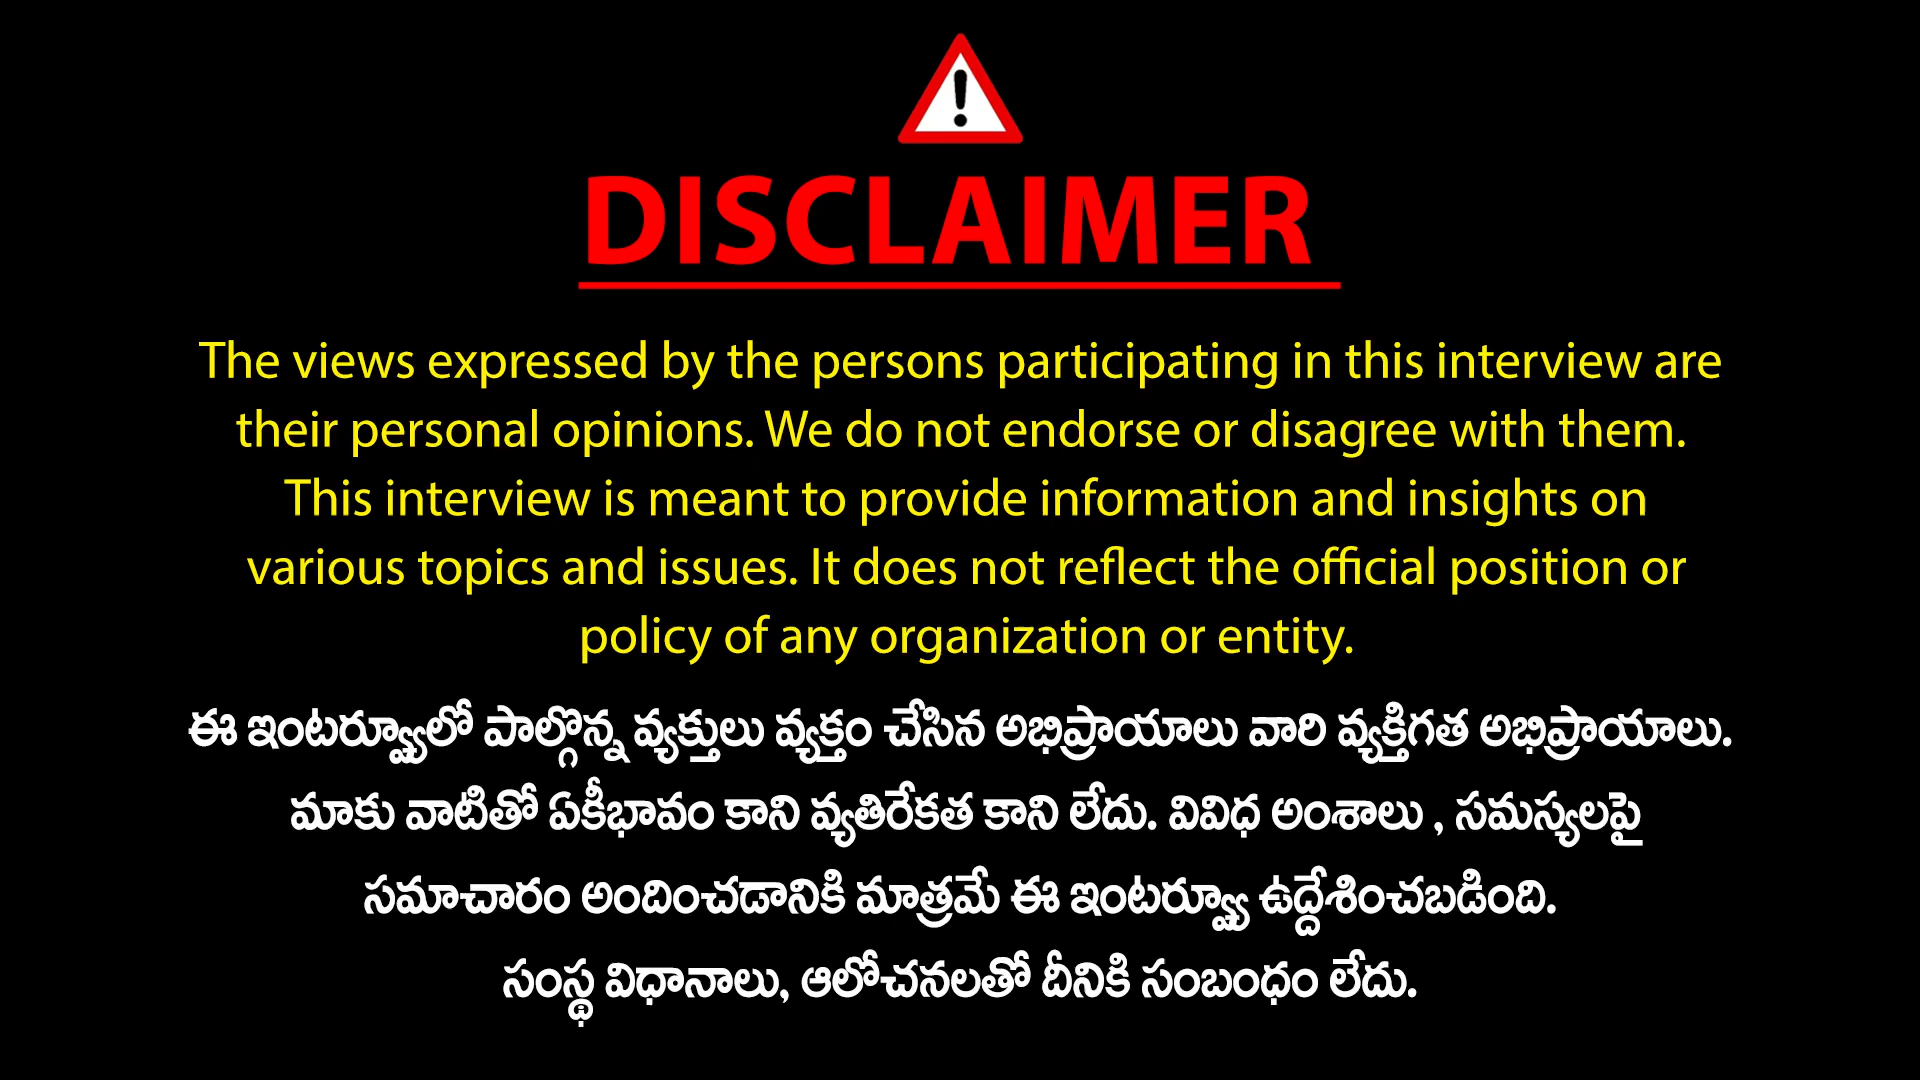 DISCLAIMER
The views expressed by the persons participating in this interview are
their personal opinions. We do not endorse or disagree with them.
This interview is meant to provide information and insights on
various topics and issues. It does not reflect the official position or
policy of any organization or entity.
ఈ ఇంటర్వ్యూలో పాల్గొన్న వ్యక్తులు వ్యక్తం చేసిన అభిప్రాయాలు వారి వ్యక్తిగత అభిప్రాయాలు.
మాకు వాటితో ఏకీభావం కాని వ్యతిరేకత కాని లేదు. వివిధ అంశాలు , సమస్యలపై
సమాచారం అందించడానికి మాత్రమే ఈ ఇంటర్వ్యూ ఉద్దేశించబడింది.
సంస్థ విధానాలు, ఆలోచనలతో దీనికి సంబంధం లేదు.